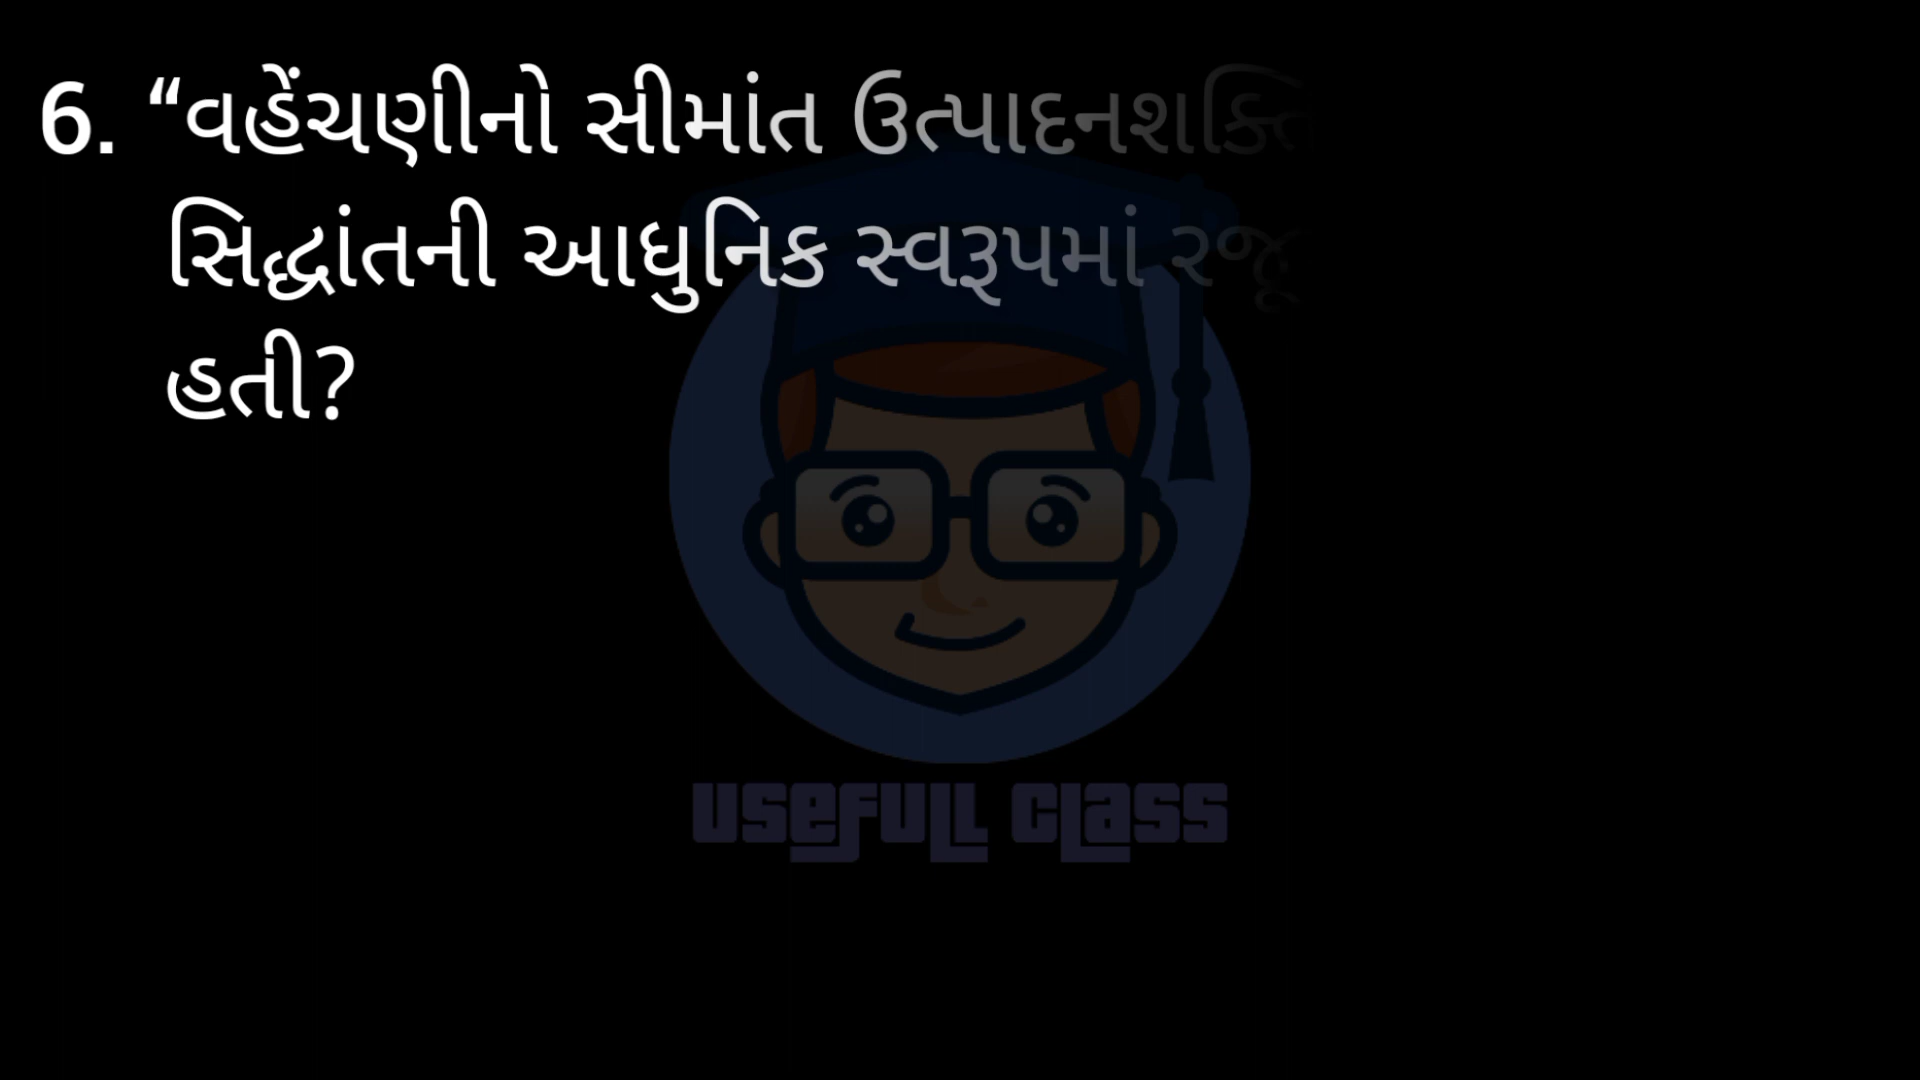 6. “વહેંચણીનો સીમાંત ઉત્પાદનશક્તિ
સિદ્ધાંતની આધુનિક સ્વરૂપમાં રજૂ
હતી?
USEFULL CLASS